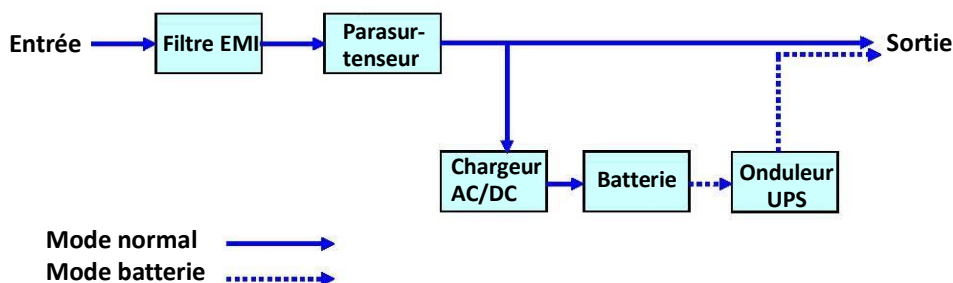 Entrée
Filtre EMI
Parasur-
tenseur
Sortie
Chargeur
AC/DC
Batterie
Onduleur
UPS
Mode normal
Mode batterie